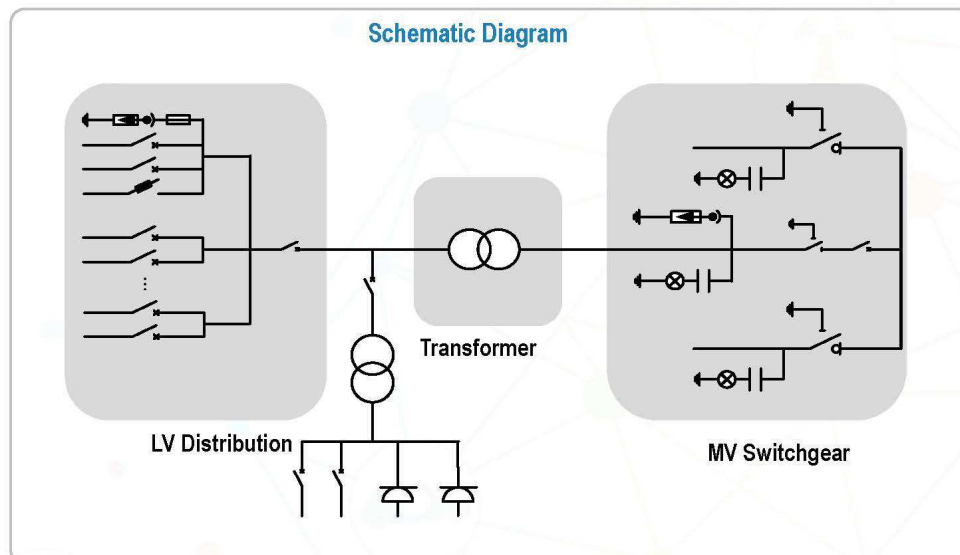 Schematic Diagram
Transformer
LV Distribution
MV Switchgear